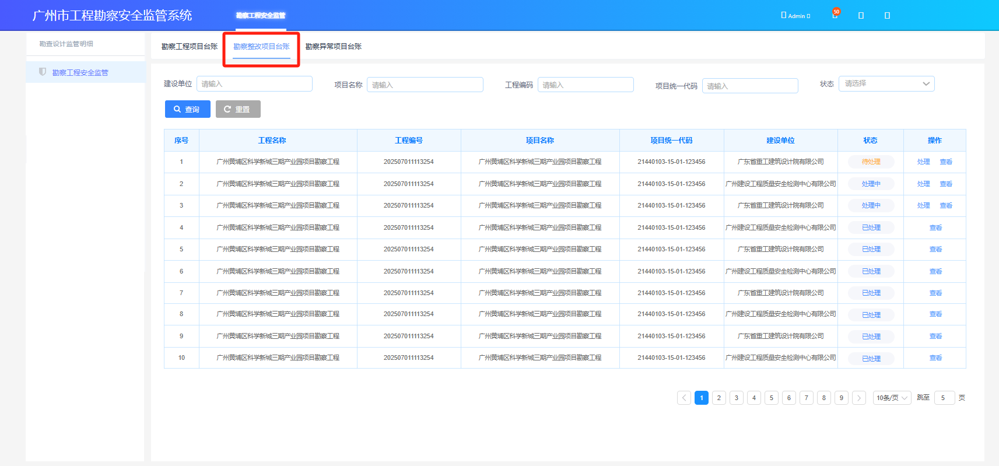 广州市工程勘察安全监管系统
勘察工程安全监管
Admin
50
勘查设计监管明细
勘察工程安全监管
勘察工程项目台账 勘察整改项目台账 勘察异常项目台账
建设单位 请输入 项目名称 请输入 工程编码 请输入 项目统一代码 请输入 状态 请选择
查询 重置
序号 工程名称 工程编号 项目名称 项目统一代码 建设单位 状态 操作
1 广州黄埔区科学新城三期产业园项目勘察工程 202507011113254 广州黄埔区科学新城三期产业园项目勘察工程 21440103-15-01-123456 广东省重工建筑设计院有限公司 待处理 处理 查看
2 广州黄埔区科学新城三期产业园项目勘察工程 202507011113254 广州黄埔区科学新城三期产业园项目勘察工程 21440103-15-01-123456 广州建设工程质量安全检测中心有限公司 处理中 处理 查看
3 广州黄埔区科学新城三期产业园项目勘察工程 202507011113254 广州黄埔区科学新城三期产业园项目勘察工程 21440103-15-01-123456 广东省重工建筑设计院有限公司 处理中 处理 查看
4 广州黄埔区科学新城三期产业园项目勘察工程 202507011113254 广州黄埔区科学新城三期产业园项目勘察工程 21440103-15-01-123456 广州建设工程质量安全检测中心有限公司 已处理 查看
5 广州黄埔区科学新城三期产业园项目勘察工程 202507011113254 广州黄埔区科学新城三期产业园项目勘察工程 21440103-15-01-123456 广东省重工建筑设计院有限公司 已处理 查看
6 广州黄埔区科学新城三期产业园项目勘察工程 202507011113254 广州黄埔区科学新城三期产业园项目勘察工程 21440103-15-01-123456 广州建设工程质量安全检测中心有限公司 已处理 查看
7 广州黄埔区科学新城三期产业园项目勘察工程 202507011113254 广州黄埔区科学新城三期产业园项目勘察工程 21440103-15-01-123456 广东省重工建筑设计院有限公司 已处理 查看
8 广州黄埔区科学新城三期产业园项目勘察工程 202507011113254 广州黄埔区科学新城三期产业园项目勘察工程 21440103-15-01-123456 广州建设工程质量安全检测中心有限公司 已处理 查看
9 广州黄埔区科学新城三期产业园项目勘察工程 202507011113254 广州黄埔区科学新城三期产业园项目勘察工程 21440103-15-01-123456 广东省重工建筑设计院有限公司 已处理 查看
10 广州黄埔区科学新城三期产业园项目勘察工程 202507011113254 广州黄埔区科学新城三期产业园项目勘察工程 21440103-15-01-123456 广州建设工程质量安全检测中心有限公司 已处理 查看
1 2 3 4 5 6 7 8 9 10条/页 跳至 5 页